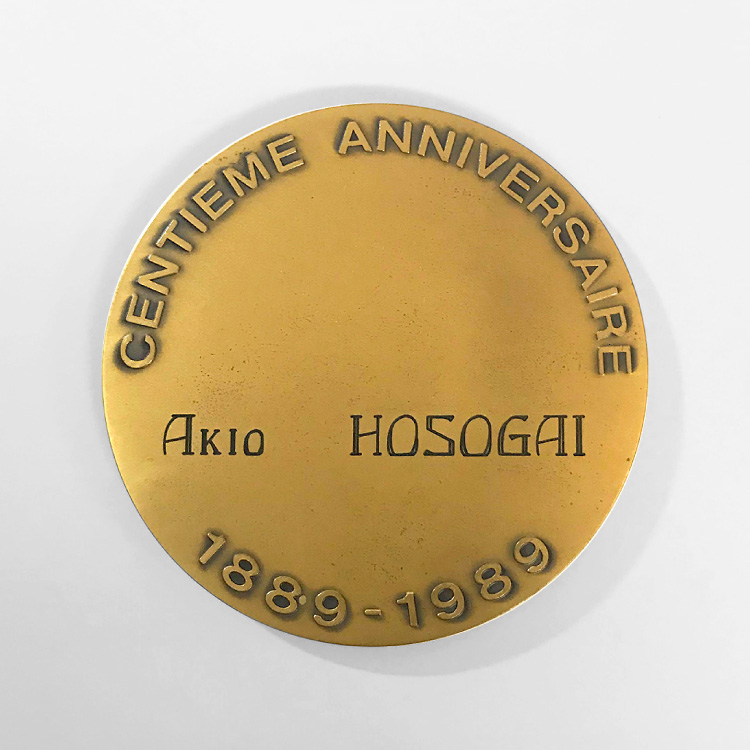 CENTIEME ANNIVERSAIRE
AKIO HOSOGAI
1889-1989